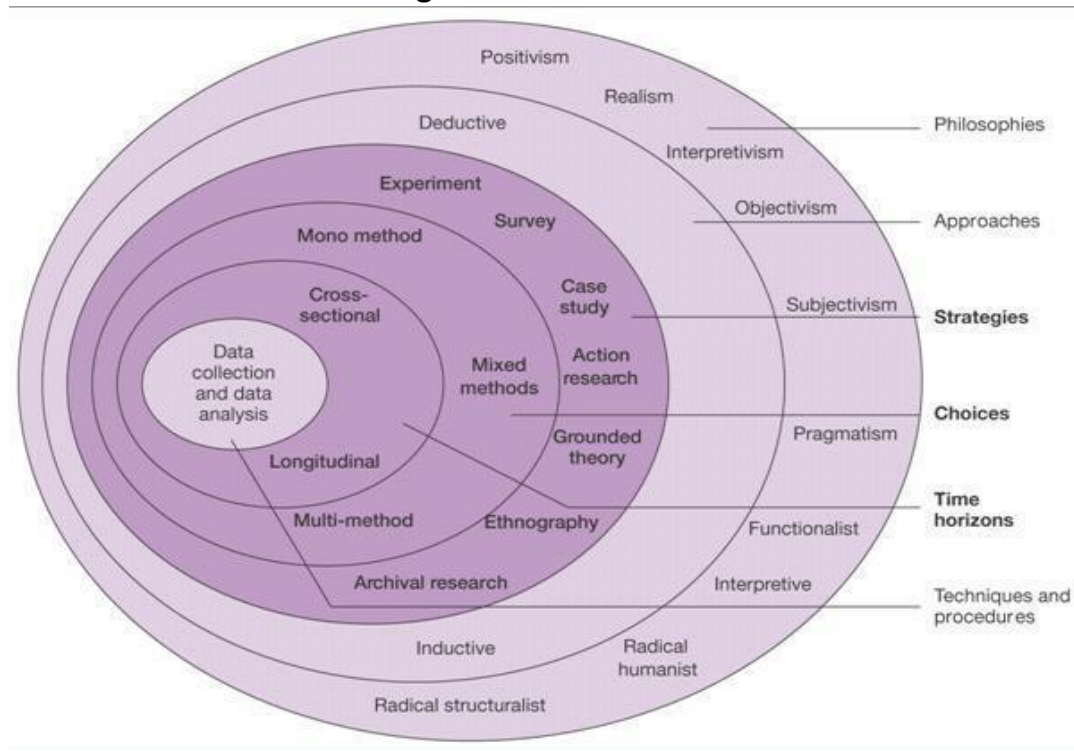 Positivism
Realism
Philosophies
Deductive
Interpretivism
Experiment
Objectivism
Survey
Approaches
Mono method
Case
study
Cross-
sectional
Subjectivism
Strategies
Data
collection
and data
analysis
Mixed
methods
Action
research
Choices
Pragmatism
Grounded
theory
Longitudinal
Time
horizons
Multi-method
Ethnography
Functionalist
Archival research
Interpretive
Techniques and
procedures
Inductive
Radical
humanist
Radical structuralist